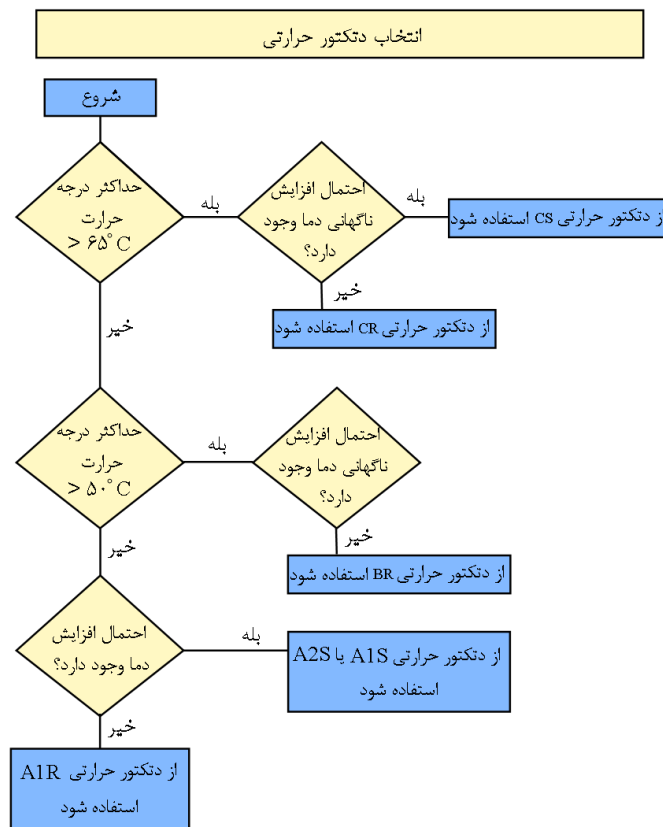 انتخاب دتکتور حرارتی
شروع
حداکثر درجه
حرارت
> ۶۵°C
بله
احتمال افزایش
ناگهانی دما وجود
دارد؟
بله
از دتکتور حرارتی CS استفاده شود
خیر
از دتکتور حرارتی CR استفاده شود
خیر
حداکثر درجه
حرارت
> ۵۰°C
بله
احتمال افزایش
ناگهانی دما وجود
دارد؟
خیر
از دتکتور حرارتی BR استفاده شود
خیر
احتمال افزایش
دما وجود دارد؟
بله
از دتکتور حرارتی A1S یا A2S
استفاده شود
خیر
از دتکتور حرارتی A1R
استفاده شود